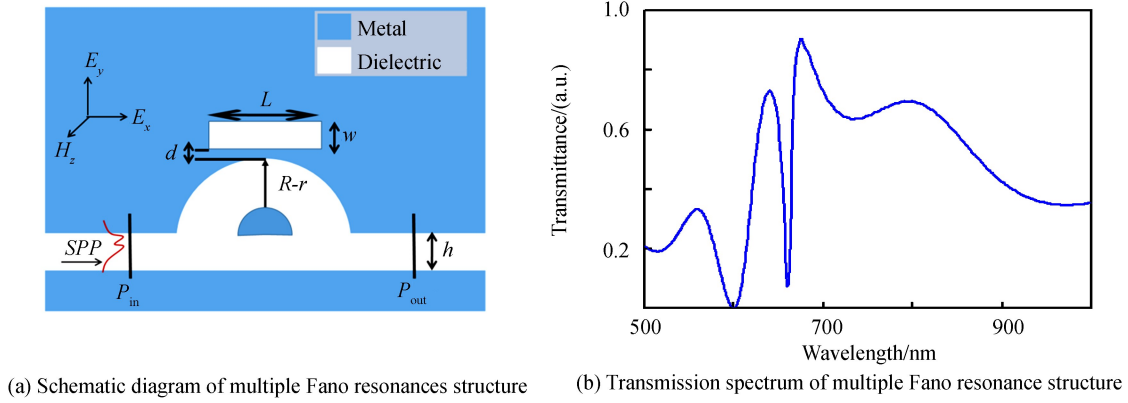 Metal
Dielectric
E_y
E_x
H_z
L
w
d
R-r
SPP
h
P_in
P_out
(a) Schematic diagram of multiple Fano resonances structure
Transmittance/(a.u.)
1.0
0.6
0.2
500
700
900
Wavelength/nm
(b) Transmission spectrum of multiple Fano resonance structure